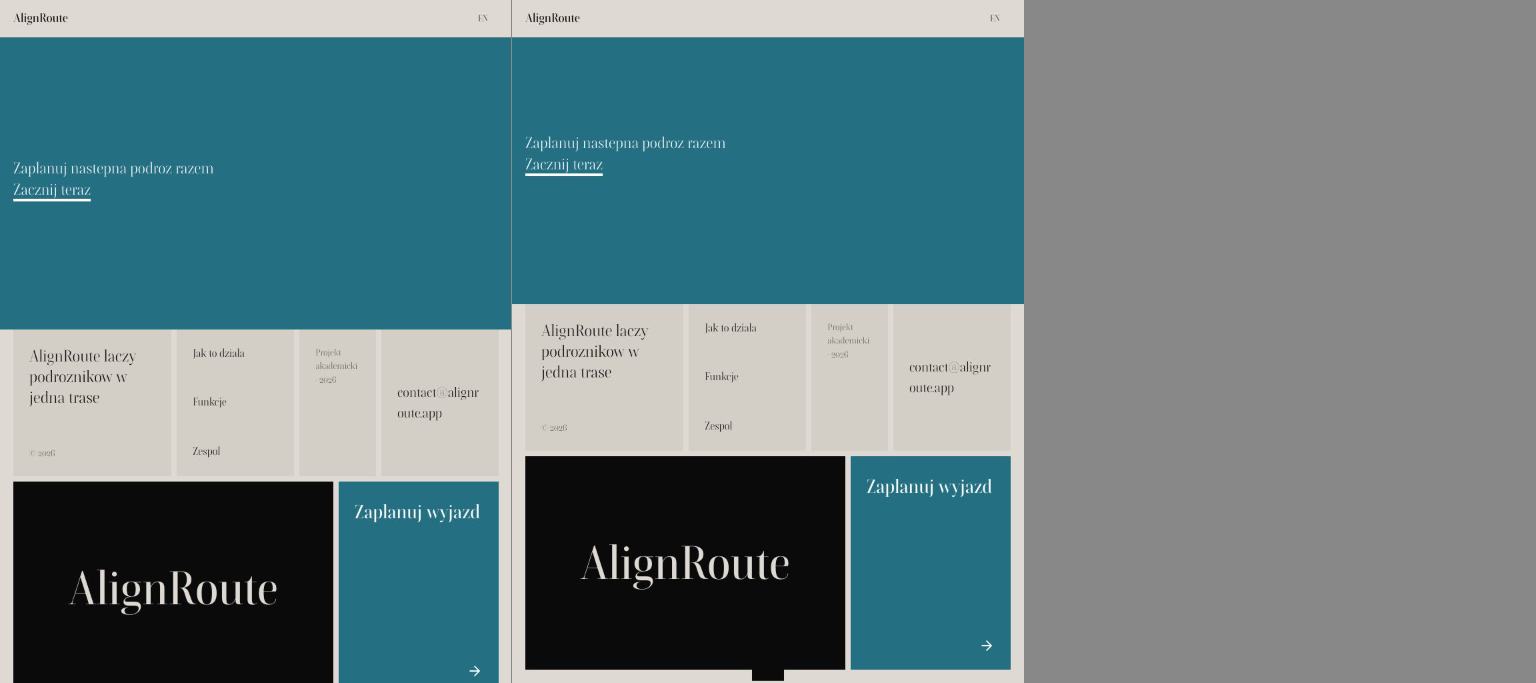 AlignRoute
EN
Zaplanuj nastepna podroz razem
Zacznij teraz
AlignRoute laczy
podroznikow w
jedna trase
© 2026
Jak to dziala
Funkcje
Zespol
Projekt
akademicki
· 2026
contact@alignr
oute.app
AlignRoute
Zaplanuj wyjazd
AlignRoute
EN
Zaplanuj nastepna podroz razem
Zacznij teraz
AlignRoute laczy
podroznikow w
jedna trase
© 2026
Jak to dziala
Funkcje
Zespol
Projekt
akademicki
· 2026
contact@alignr
oute.app
AlignRoute
Zaplanuj wyjazd